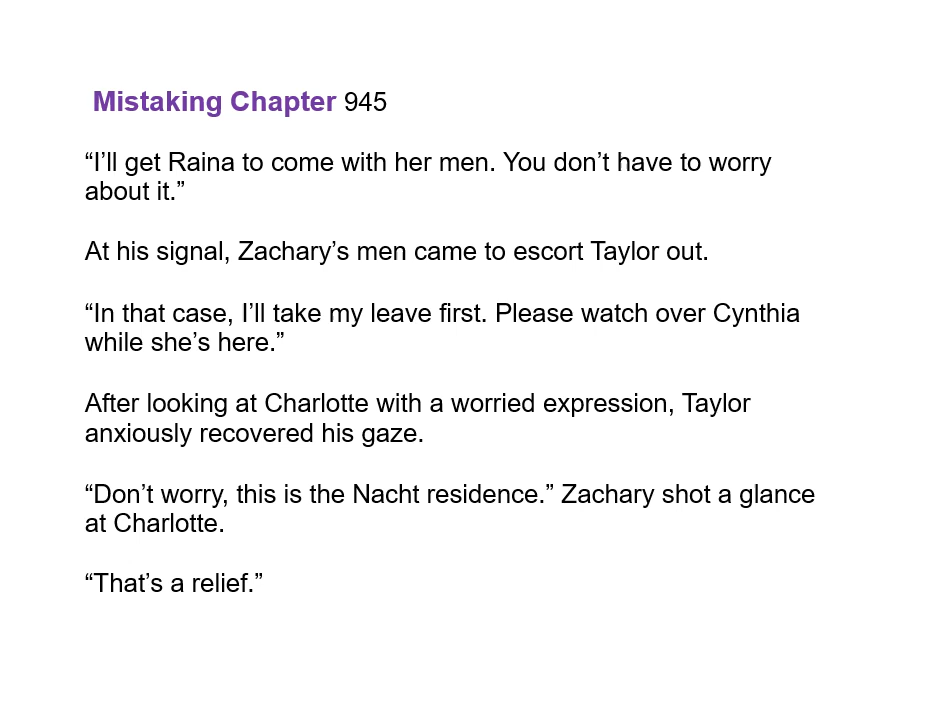 Mistaking Chapter 945
“I’ll get Raina to come with her men. You don’t have to worry
about it.”
At his signal, Zachary’s men came to escort Taylor out.
“In that case, I’ll take my leave first. Please watch over Cynthia
while she’s here.”
After looking at Charlotte with a worried expression, Taylor
anxiously recovered his gaze.
“Don’t worry, this is the Nacht residence.” Zachary shot a glance
at Charlotte.
“That’s a relief.”